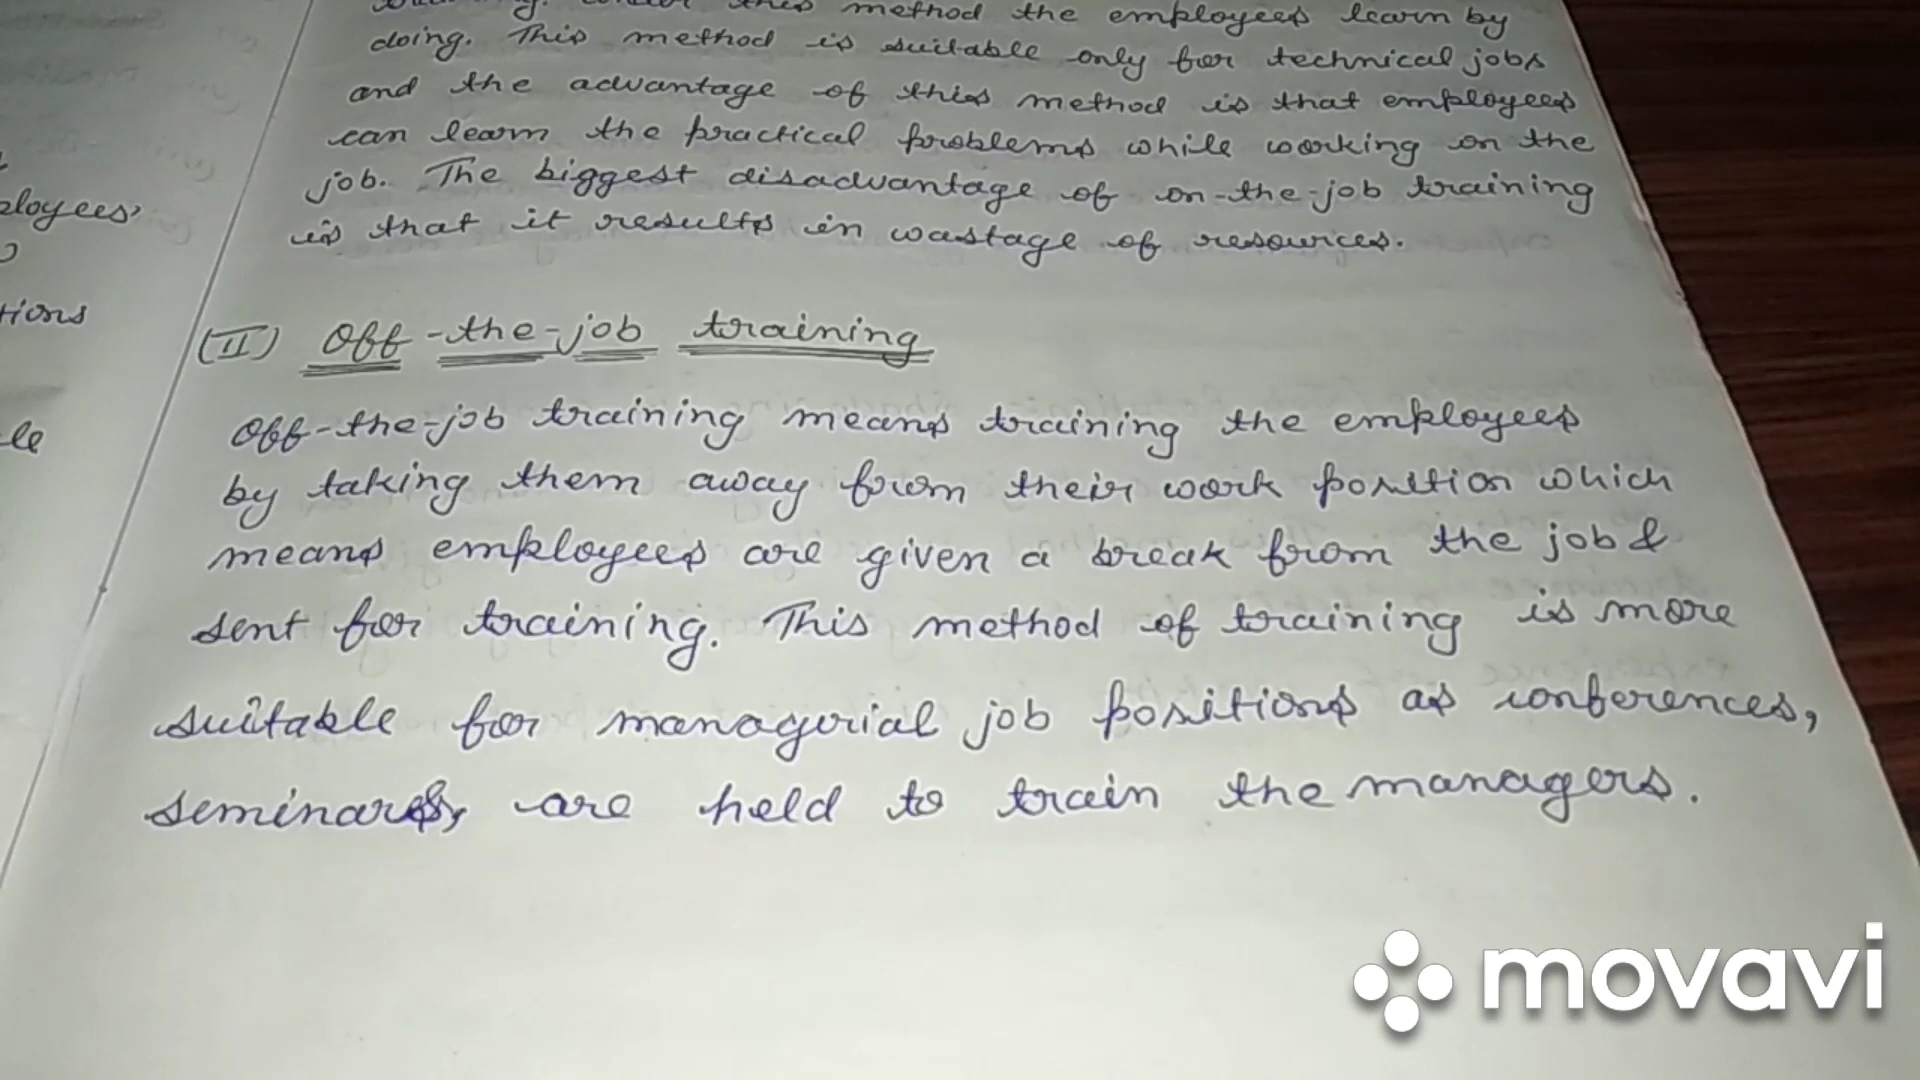 this method the employees learn by
doing. This method is suitable only for technical jobs
and the advantage of this method is that employees
can learn the practical problems while working on the
job. The biggest disadvantage of on-the-job training
is that it results in wastage of resources.
(II) Off-the-job training
Off-the-job training means training the employees
by taking them away from their work position which
means employees are given a break from the job &
sent for training. This method of training is more
suitable for managerial job positions as conferences,
seminars, are held to train the managers.
tions
movavi